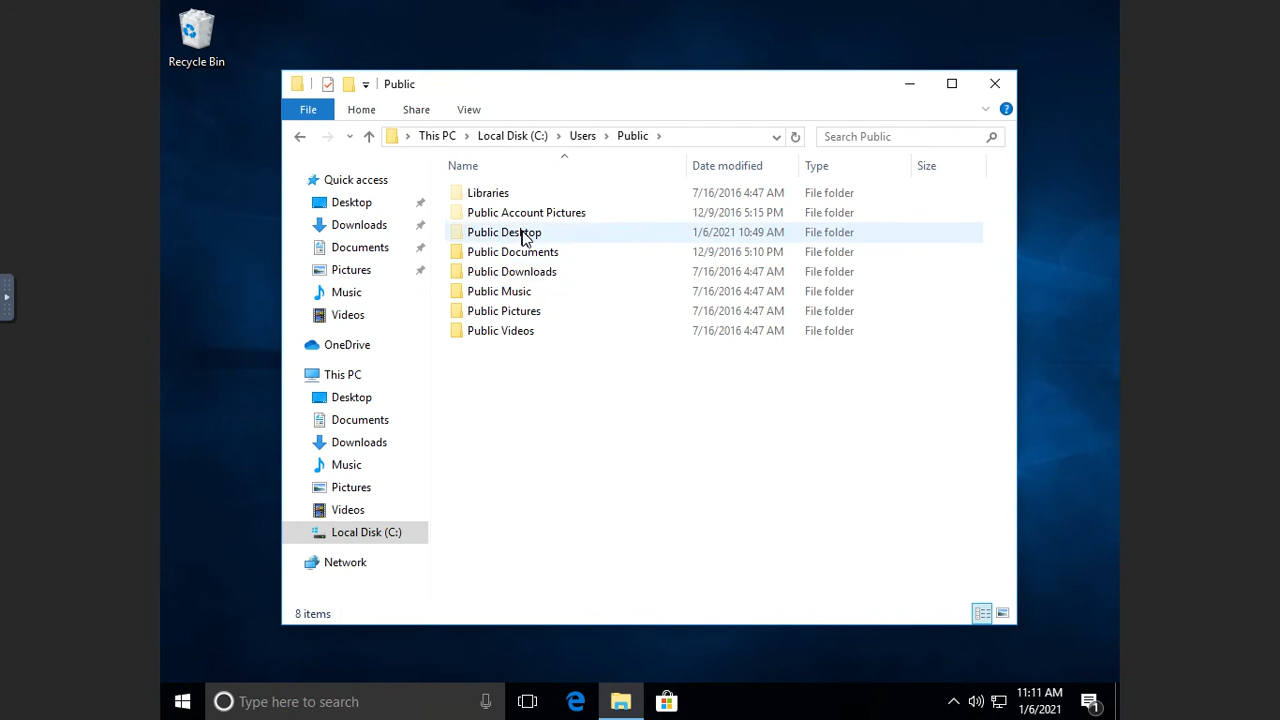 Recycle Bin
Public
File Home Share View
This PC Local Disk (C:) Users Public
Search Public
Name Date modified Type Size
Quick access
Desktop
Downloads
Documents
Pictures
Music
Videos
OneDrive
This PC
Desktop
Documents
Downloads
Music
Pictures
Videos
Local Disk (C:)
Network
Libraries 7/16/2016 4:47 AM File folder
Public Account Pictures 12/9/2016 5:15 PM File folder
Public Desktop 1/6/2021 10:49 AM File folder
Public Documents 12/9/2016 5:10 PM File folder
Public Downloads 7/16/2016 4:47 AM File folder
Public Music 7/16/2016 4:47 AM File folder
Public Pictures 7/16/2016 4:47 AM File folder
Public Videos 7/16/2016 4:47 AM File folder
8 items
Type here to search
11:11 AM
1/6/2021
1